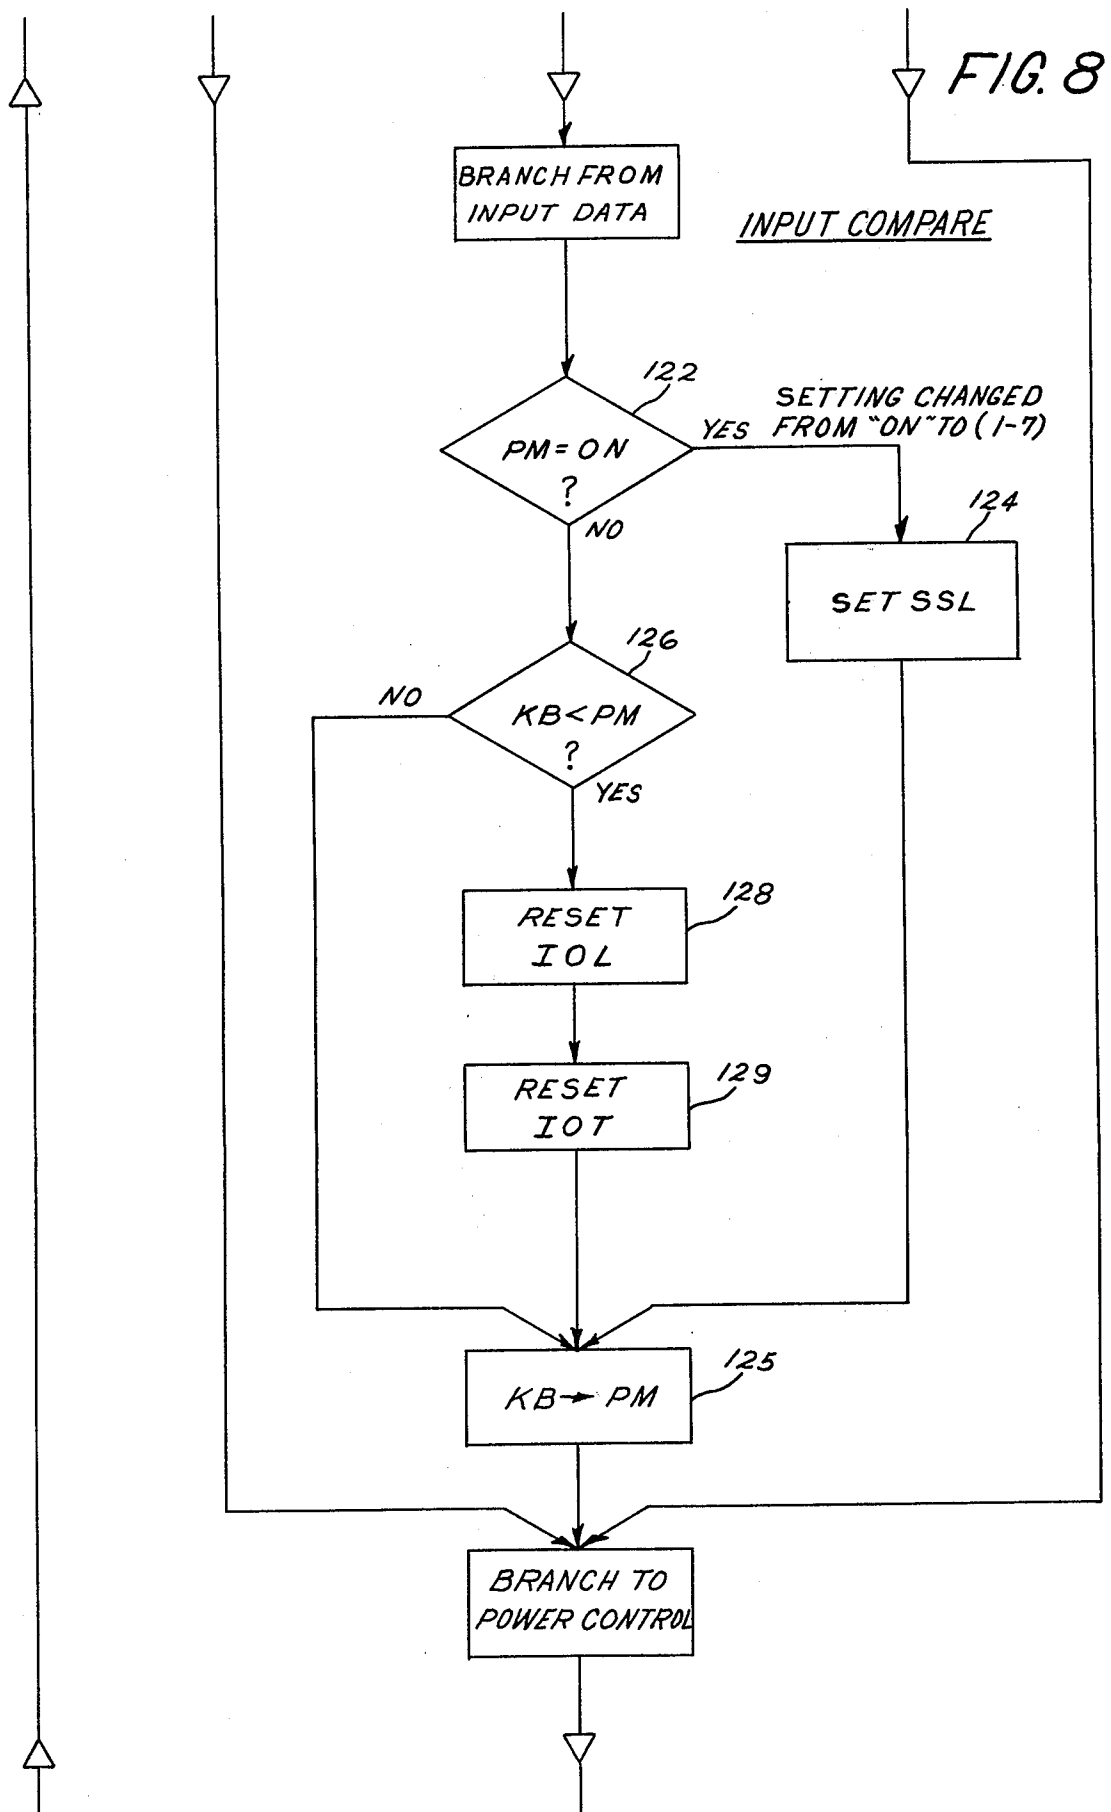 FIG. 8
BRANCH FROM
INPUT DATA
INPUT COMPARE
122
SETTING CHANGED
YES FROM "ON" TO (1-7)
PM = ON
?
NO
124
SET SSL
126
NO
KB < PM
?
YES
128
RESET
IOL
129
RESET
IOT
125
KB → PM
BRANCH TO
POWER CONTROL